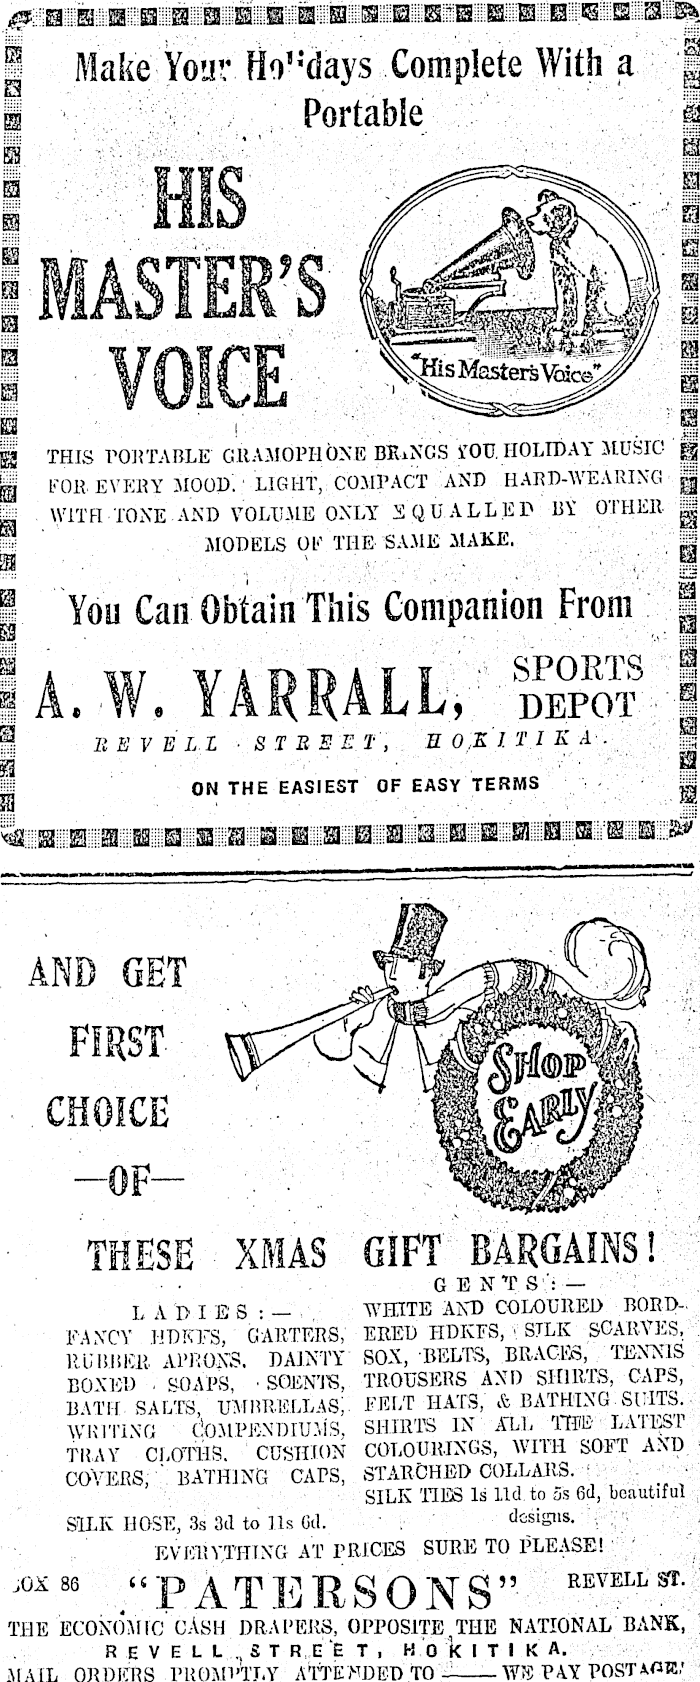 Make Your Holidays Complete With a
Portable
HIS
MASTER'S
VOICE
"His Master's Voice"
THIS PORTABLE GRAMOPHONE BRINGS YOU HOLIDAY MUSIC
FOR EVERY MOOD. LIGHT, COMPACT AND HARD-WEARING
WITH TONE AND VOLUME ONLY EQUALLED BY OTHER
MODELS OF THE SAME MAKE.
You Can Obtain This Companion From
A. W. YARRALL, SPORTS
DEPOT
REVELL STREET, HOKITIKA.
ON THE EASIEST OF EASY TERMS
AND GET
FIRST
CHOICE
—OF—
SHOP
EARLY
THESE XMAS GIFT BARGAINS!
LADIES:—
FANCY HDKFS, GARTERS,
RUBBER APRONS. DAINTY
BOXED SOAPS, SCENTS,
BATH SALTS, UMBRELLAS,
WRITING COMPENDIUMS,
TRAY CLOTHS. CUSHION
COVERS, BATHING CAPS,
SILK HOSE, 3s 3d to 11s 6d.
GENTS:—
WHITE AND COLOURED BORD-
ERED HDKFS, SILK SCARVES,
SOX, BELTS, BRACES, TENNIS
TROUSERS AND SHIRTS, CAPS,
FELT HATS, & BATHING SUITS.
SHIRTS IN ALL THE LATEST
COLOURINGS, WITH SOFT AND
STARCHED COLLARS.
SILK TIES 1s 11d to 5s 6d, beautiful
designs.
EVERYTHING AT PRICES SURE TO PLEASE!
BOX 86 "PATERSONS" REVELL ST.
THE ECONOMIC CASH DRAPERS, OPPOSITE THE NATIONAL BANK,
REVELL STREET, HOKITIKA.
MAIL ORDERS PROMPTLY ATTENDED TO —— WE PAY POSTAGE!